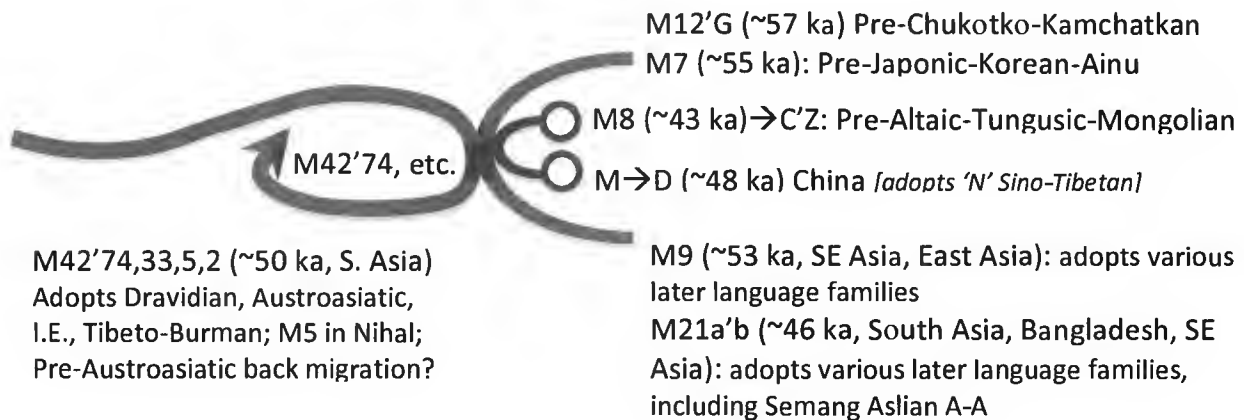 M12'G (~57 ka) Pre-Chukotko-Kamchatkan
M7 (~55 ka): Pre-Japonic-Korean-Ainu
M8 (~43 ka)→C'Z: Pre-Altaic-Tungusic-Mongolian
M42'74, etc.
M→D (~48 ka) China [adopts 'N' Sino-Tibetan]
M42'74,33,5,2 (~50 ka, S. Asia)
Adopts Dravidian, Austroasiatic,
I.E., Tibeto-Burman; M5 in Nihal;
Pre-Austroasiatic back migration?
M9 (~53 ka, SE Asia, East Asia): adopts various
later language families
M21a'b (~46 ka, South Asia, Bangladesh, SE
Asia): adopts various later language families,
including Semang Aslian A-A